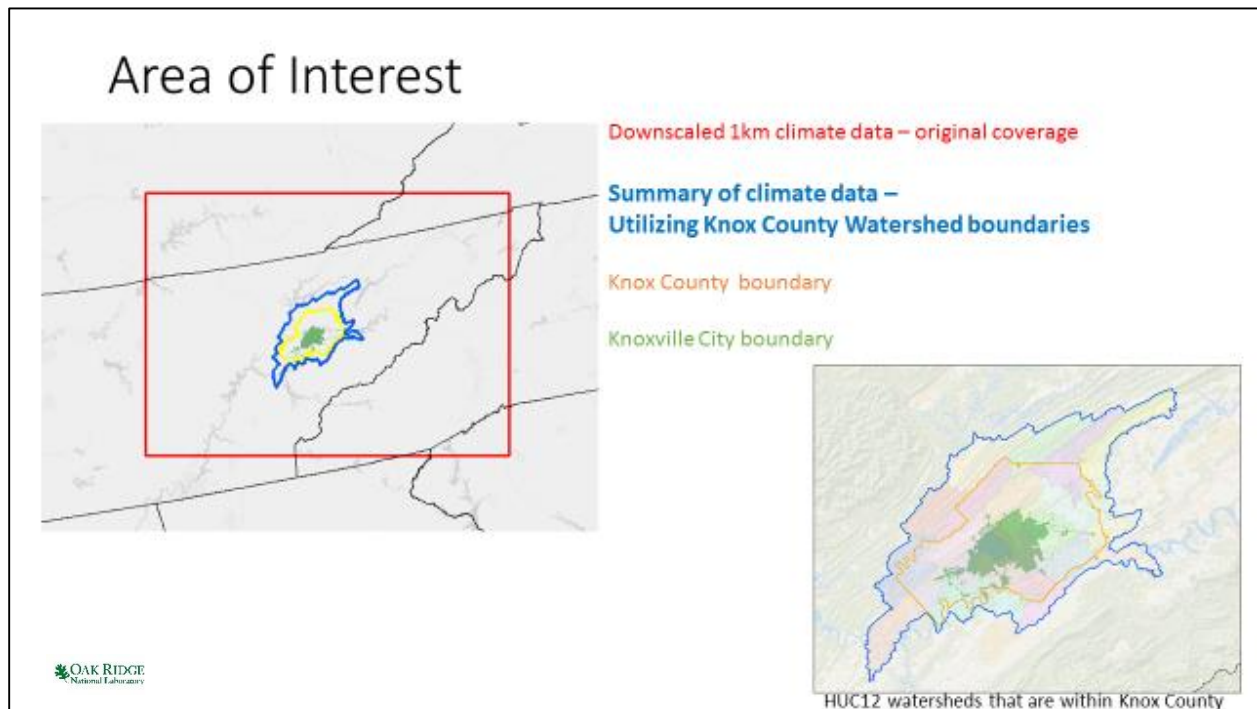 Area of Interest
Downscaled 1km climate data – original coverage
Summary of climate data –
Utilizing Knox County Watershed boundaries
Knox County boundary
Knoxville City boundary
OAK RIDGE
National Laboratory
HUC12 watersheds that are within Knox County